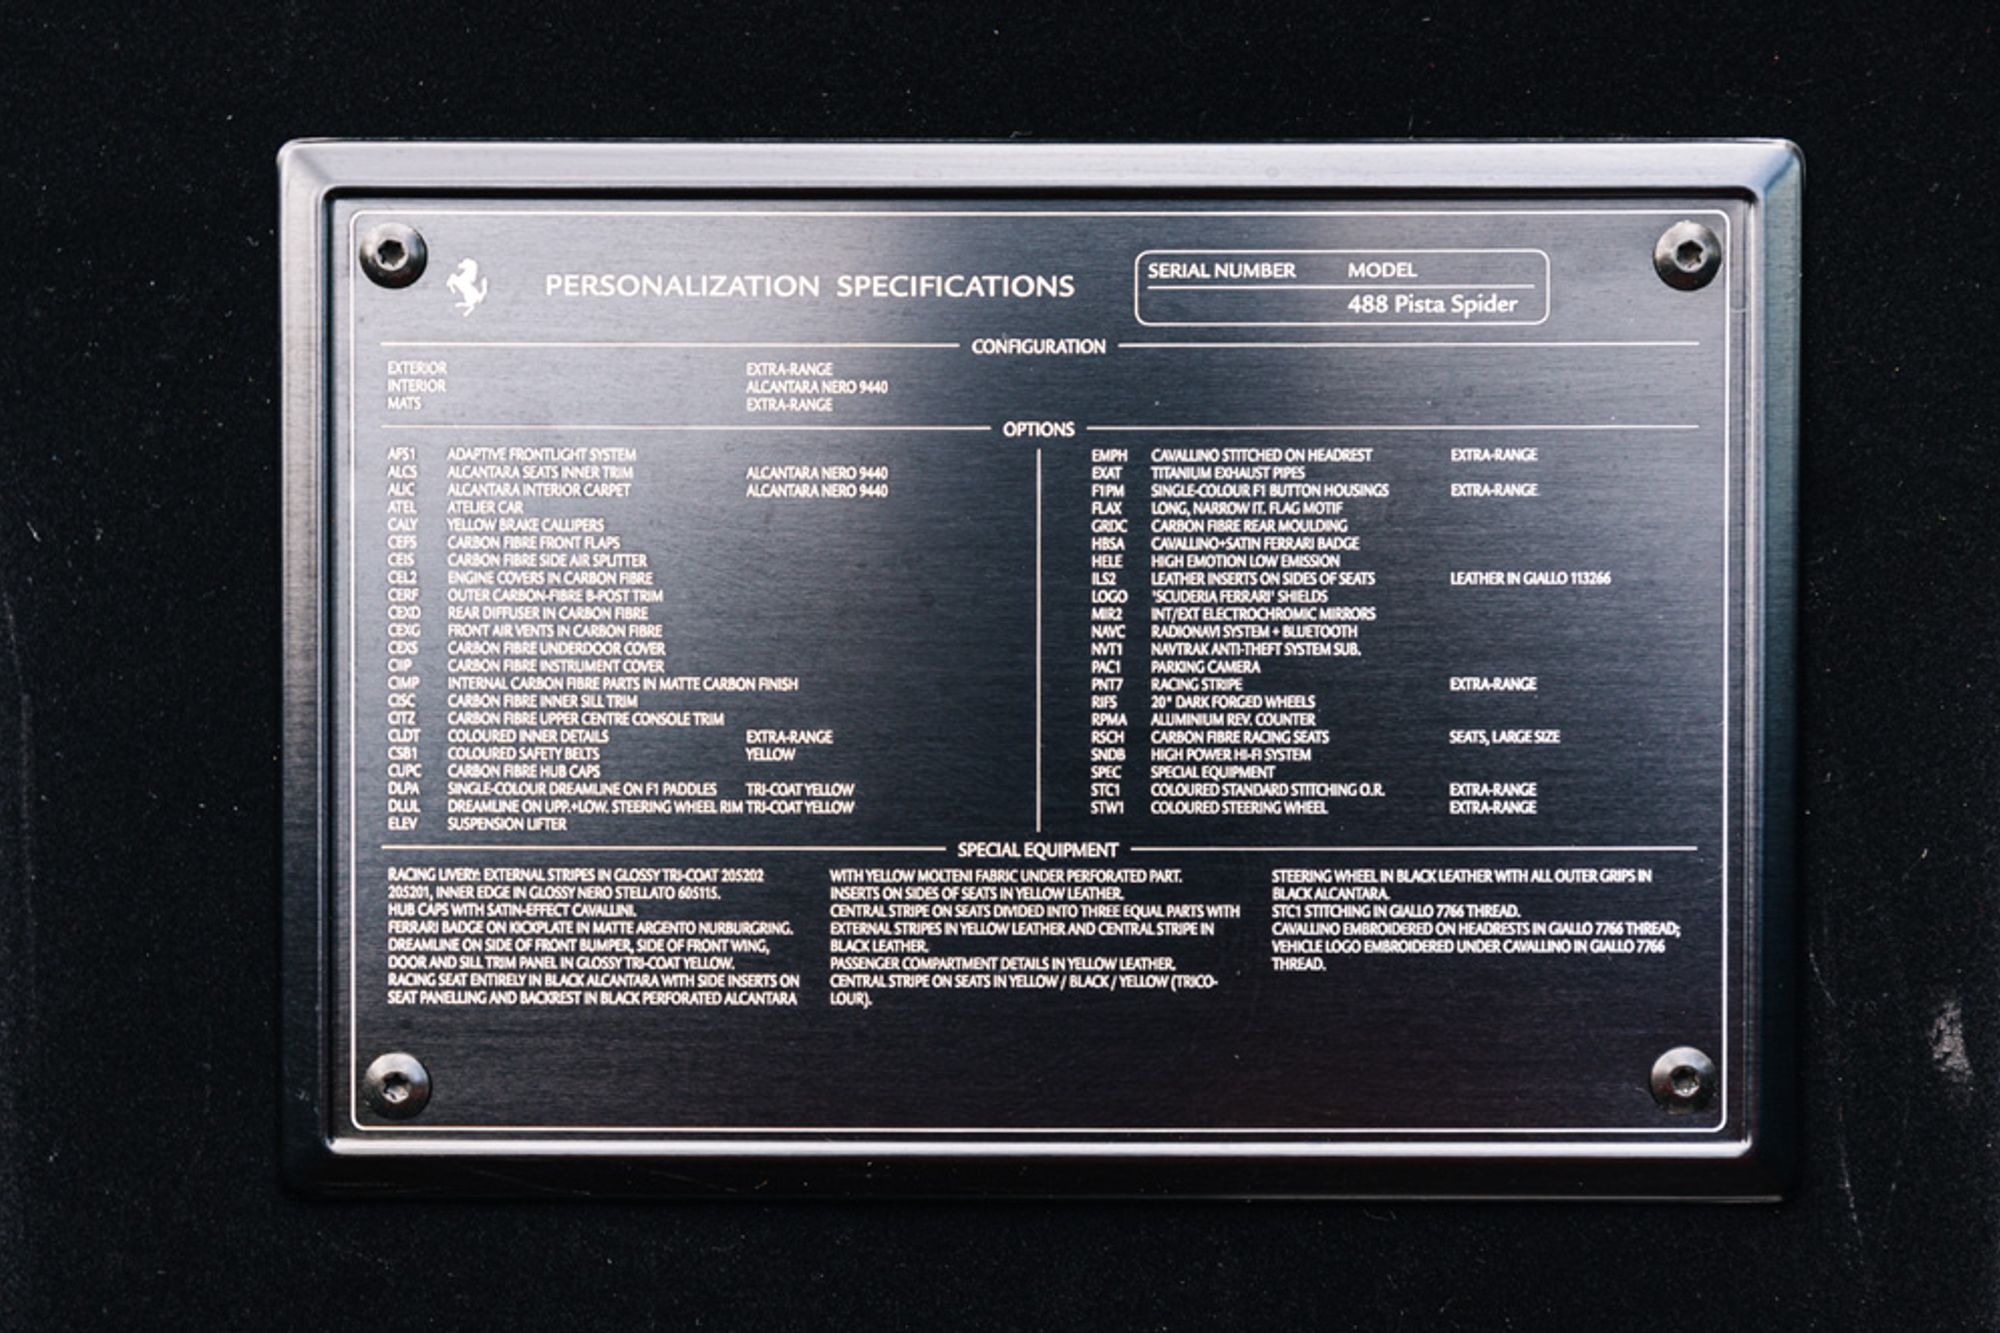 PERSONALIZATION SPECIFICATIONS
SERIAL NUMBER MODEL
488 Pista Spider
CONFIGURATION
EXTERIOR EXTRA-RANGE
INTERIOR ALCANTARA NERO 9440
MATS EXTRA-RANGE
OPTIONS
AFS1 ADAPTIVE FRONTLIGHT SYSTEM
ALCS ALCANTARA SEATS INNER TRIM ALCANTARA NERO 9440
ALIC ALCANTARA INTERIOR CARPET ALCANTARA NERO 9440
ATEL ATELIER CAR
CALY YELLOW BRAKE CALLIPERS
CEFS CARBON FIBRE FRONT FLAPS
CEIS CARBON FIBRE SIDE AIR SPLITTER
CEL2 ENGINE COVERS IN CARBON FIBRE
CERF OUTER CARBON-FIBRE B-POST TRIM
CEXD REAR DIFFUSER IN CARBON FIBRE
CEXG FRONT AIR VENTS IN CARBON FIBRE
CEXS CARBON FIBRE UNDERDOOR COVER
CIIP CARBON FIBRE INSTRUMENT COVER
CIMP INTERNAL CARBON FIBRE PARTS IN MATTE CARBON FINISH
CISC CARBON FIBRE INNER SILL TRIM
CITZ CARBON FIBRE UPPER CENTRE CONSOLE TRIM
CLDT COLOURED INNER DETAILS EXTRA-RANGE
CSB1 COLOURED SAFETY BELTS YELLOW
CUPC CARBON FIBRE HUB CAPS
DLPA SINGLE-COLOUR DREAMLINE ON F1 PADDLES TRI-COAT YELLOW
DLUL DREAMLINE ON UPP.+LOW. STEERING WHEEL RIM TRI-COAT YELLOW
ELEV SUSPENSION LIFTER
EMPH CAVALLINO STITCHED ON HEADREST EXTRA-RANGE
EXAT TITANIUM EXHAUST PIPES
F1PM SINGLE-COLOUR F1 BUTTON HOUSINGS EXTRA-RANGE
FLAX LONG, NARROW IT. FLAG MOTIF
GRDC CARBON FIBRE REAR MOULDING
HBSA CAVALLINO+SATIN FERRARI BADGE
HELE HIGH EMOTION LOW EMISSION
ILS2 LEATHER INSERTS ON SIDES OF SEATS LEATHER IN GIALLO 113266
LOGO 'SCUDERIA FERRARI' SHIELDS
MIR2 INT/EXT ELECTROCHROMIC MIRRORS
NAVC RADIONAVI SYSTEM + BLUETOOTH
NVT1 NAVTRAK ANTI-THEFT SYSTEM SUB.
PAC1 PARKING CAMERA
PNT7 RACING STRIPE EXTRA-RANGE
RIFS 20" DARK FORGED WHEELS
RPMA ALUMINIUM REV. COUNTER
RSCH CARBON FIBRE RACING SEATS SEATS, LARGE SIZE
SNDB HIGH POWER HI-FI SYSTEM
SPEC SPECIAL EQUIPMENT
STC1 COLOURED STANDARD STITCHING O.R. EXTRA-RANGE
STW1 COLOURED STEERING WHEEL EXTRA-RANGE
SPECIAL EQUIPMENT
RACING LIVERY: EXTERNAL STRIPES IN GLOSSY TRI-COAT 205202
205201, INNER EDGE IN GLOSSY NERO STELLATO 605115.
HUB CAPS WITH SATIN-EFFECT CAVALLINI.
FERRARI BADGE ON KICKPLATE IN MATTE ARGENTO NURBURGRING.
DREAMLINE ON SIDE OF FRONT BUMPER, SIDE OF FRONT WING,
DOOR AND SILL TRIM PANEL IN GLOSSY TRI-COAT YELLOW.
RACING SEAT ENTIRELY IN BLACK ALCANTARA WITH SIDE INSERTS ON
SEAT PANELLING AND BACKREST IN BLACK PERFORATED ALCANTARA
WITH YELLOW MOLTENI FABRIC UNDER PERFORATED PART.
INSERTS ON SIDES OF SEATS IN YELLOW LEATHER.
CENTRAL STRIPE ON SEATS DIVIDED INTO THREE EQUAL PARTS WITH
EXTERNAL STRIPES IN YELLOW LEATHER AND CENTRAL STRIPE IN
BLACK LEATHER.
PASSENGER COMPARTMENT DETAILS IN YELLOW LEATHER.
CENTRAL STRIPE ON SEATS IN YELLOW / BLACK / YELLOW (TRICO-
LOUR).
STEERING WHEEL IN BLACK LEATHER WITH ALL OUTER GRIPS IN
BLACK ALCANTARA.
STC1 STITCHING IN GIALLO 7766 THREAD.
CAVALLINO EMBROIDERED ON HEADRESTS IN GIALLO 7766 THREAD;
VEHICLE LOGO EMBROIDERED UNDER CAVALLINO IN GIALLO 7766
THREAD.